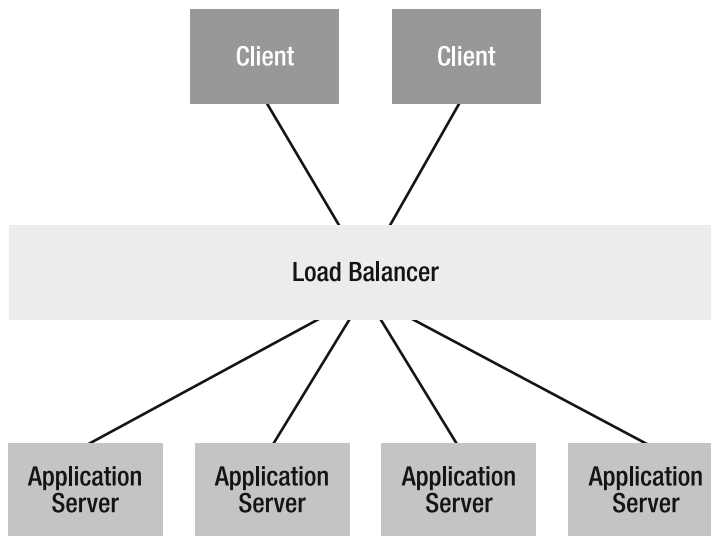 Client
Client
Load Balancer
Application
Server
Application
Server
Application
Server
Application
Server